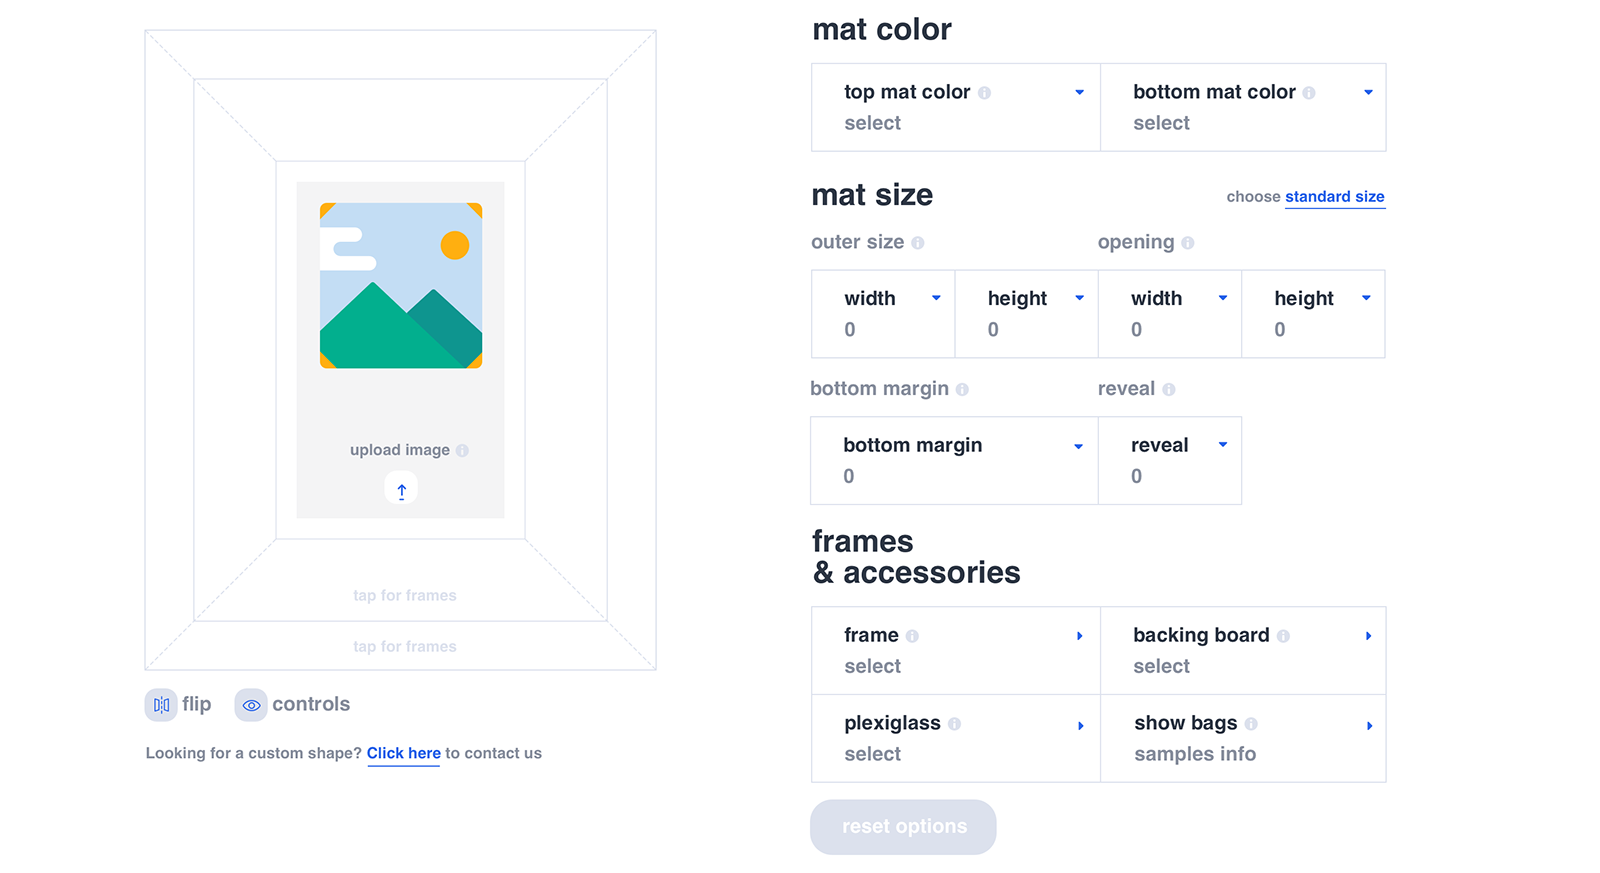 upload image
tap for frames
tap for frames
flip
controls
Looking for a custom shape? Click here to contact us
mat color
top mat color
select
bottom mat color
select
mat size
choose standard size
outer size
opening
width
0
height
0
width
0
height
0
bottom margin
reveal
bottom margin
0
reveal
0
frames
& accessories
frame
select
backing board
select
plexiglass
select
show bags
samples info
reset options